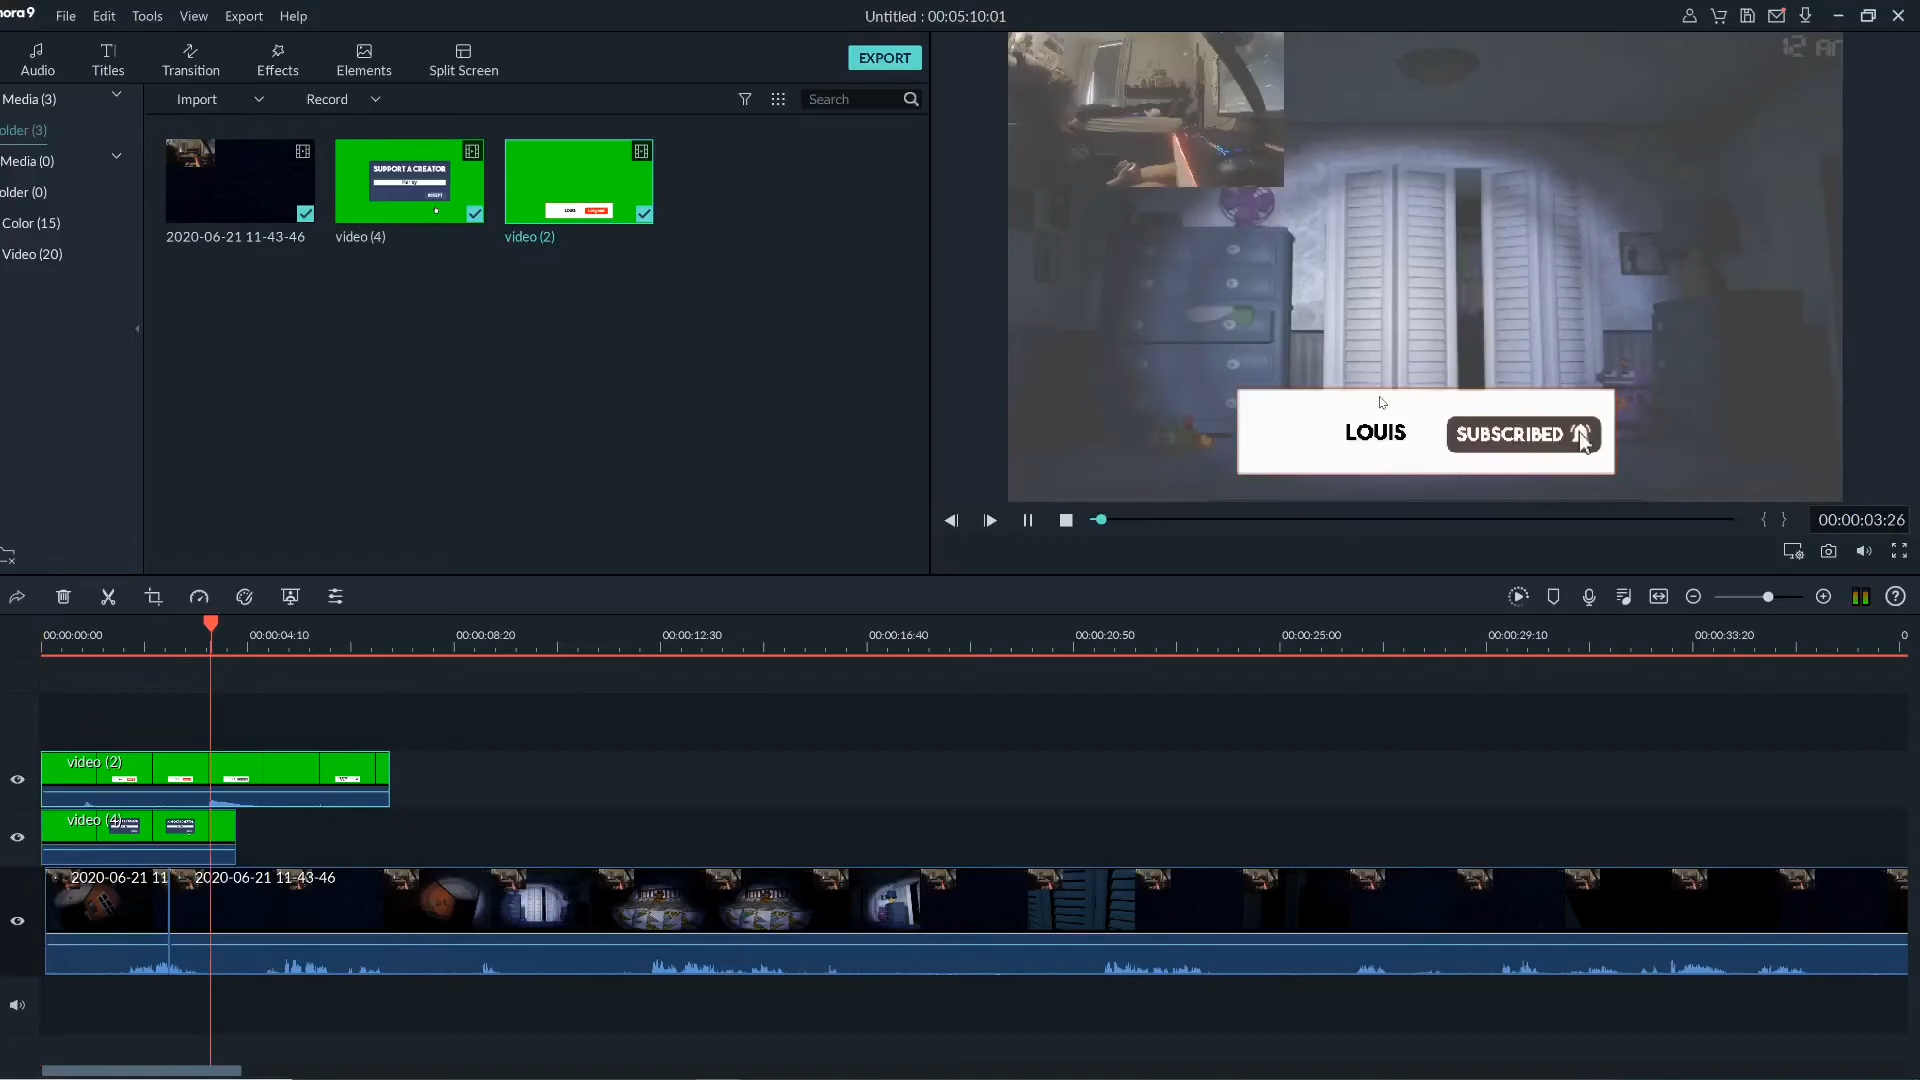 nora9
File Edit Tools View Export Help
Untitled : 00:05:10:01
Audio Titles Transition Effects Elements Split Screen
EXPORT
Media (3)
older (3)
Media (0)
older (0)
Color (15)
Video (20)
Import Record Search
SUPPORT A CREATOR
ACCEPT
LOUIS
2020-06-21 11-43-46 video (4) video (2)
12 AM
LOUIS SUBSCRIBED
{ } 00:00:03:26
00:00:00:00 00:00:04:10 00:00:08:20 00:00:12:30 00:00:16:40 00:00:20:50 00:00:25:00 00:00:29:10 00:00:33:20 0
video (2)
video (4)
2020-06-21 11 2020-06-21 11-43-46